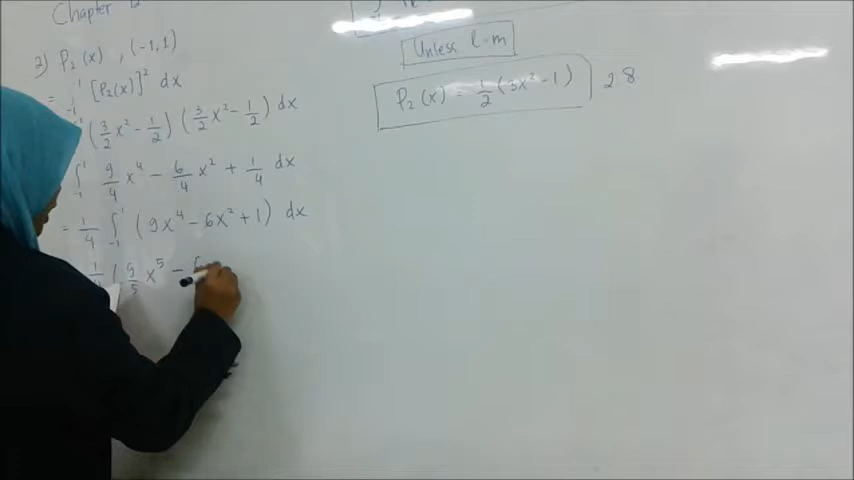 Chapter 12
2) P₂(x) , (-1,1)
= ∫₋₁¹ [P₂(x)]² dx
(3/2 x² - 1/2) (3/2 x² - 1/2) dx
∫₋₁¹ 9/4 x⁴ - 6/4 x² + 1/4 dx
= 1/4 ∫₋₁¹ (9x⁴ - 6x² + 1) dx
1/4 ( 9/5 x⁵ - 6
Unless l=m
P₂(x) = 1/2 (3x² - 1) 2.8